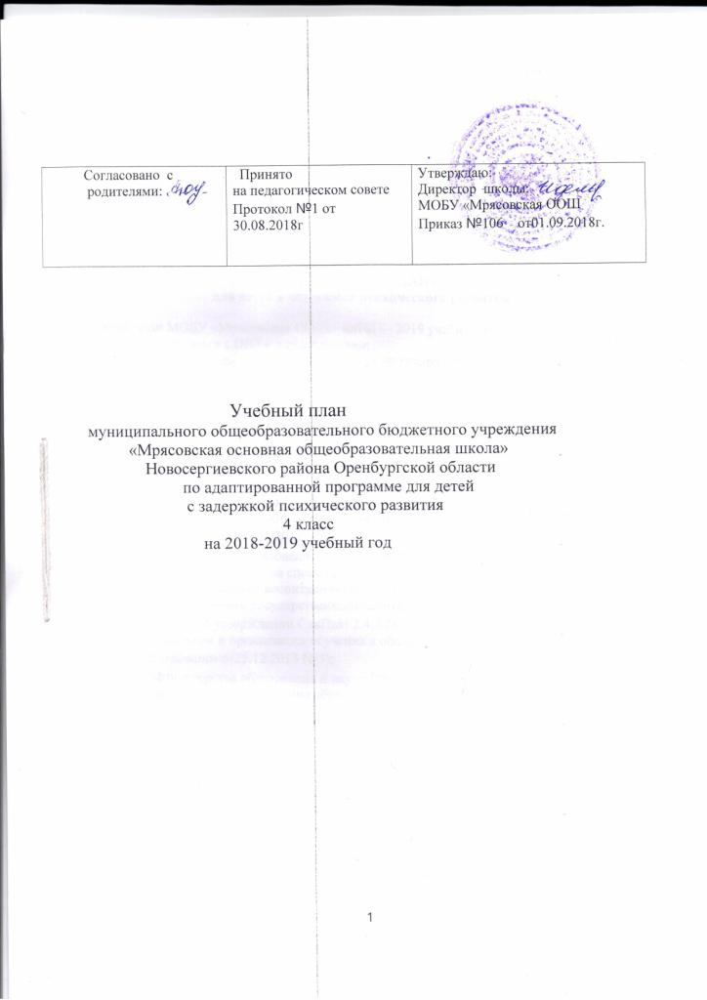 Согласовано с
родителями:
Принято
на педагогическом совете
Протокол №1 от
30.08.2018г
Утверждаю:
Директор школы:
МОБУ «Мрясовская ООШ
Приказ №106 от01.09.2018г.
Учебный план
муниципального общеобразовательного бюджетного учреждения
«Мрясовская основная общеобразовательная школа»
Новосергиевского района Оренбургской области
по адаптированной программе для детей
с задержкой психического развития
4 класс
на 2018-2019 учебный год
1